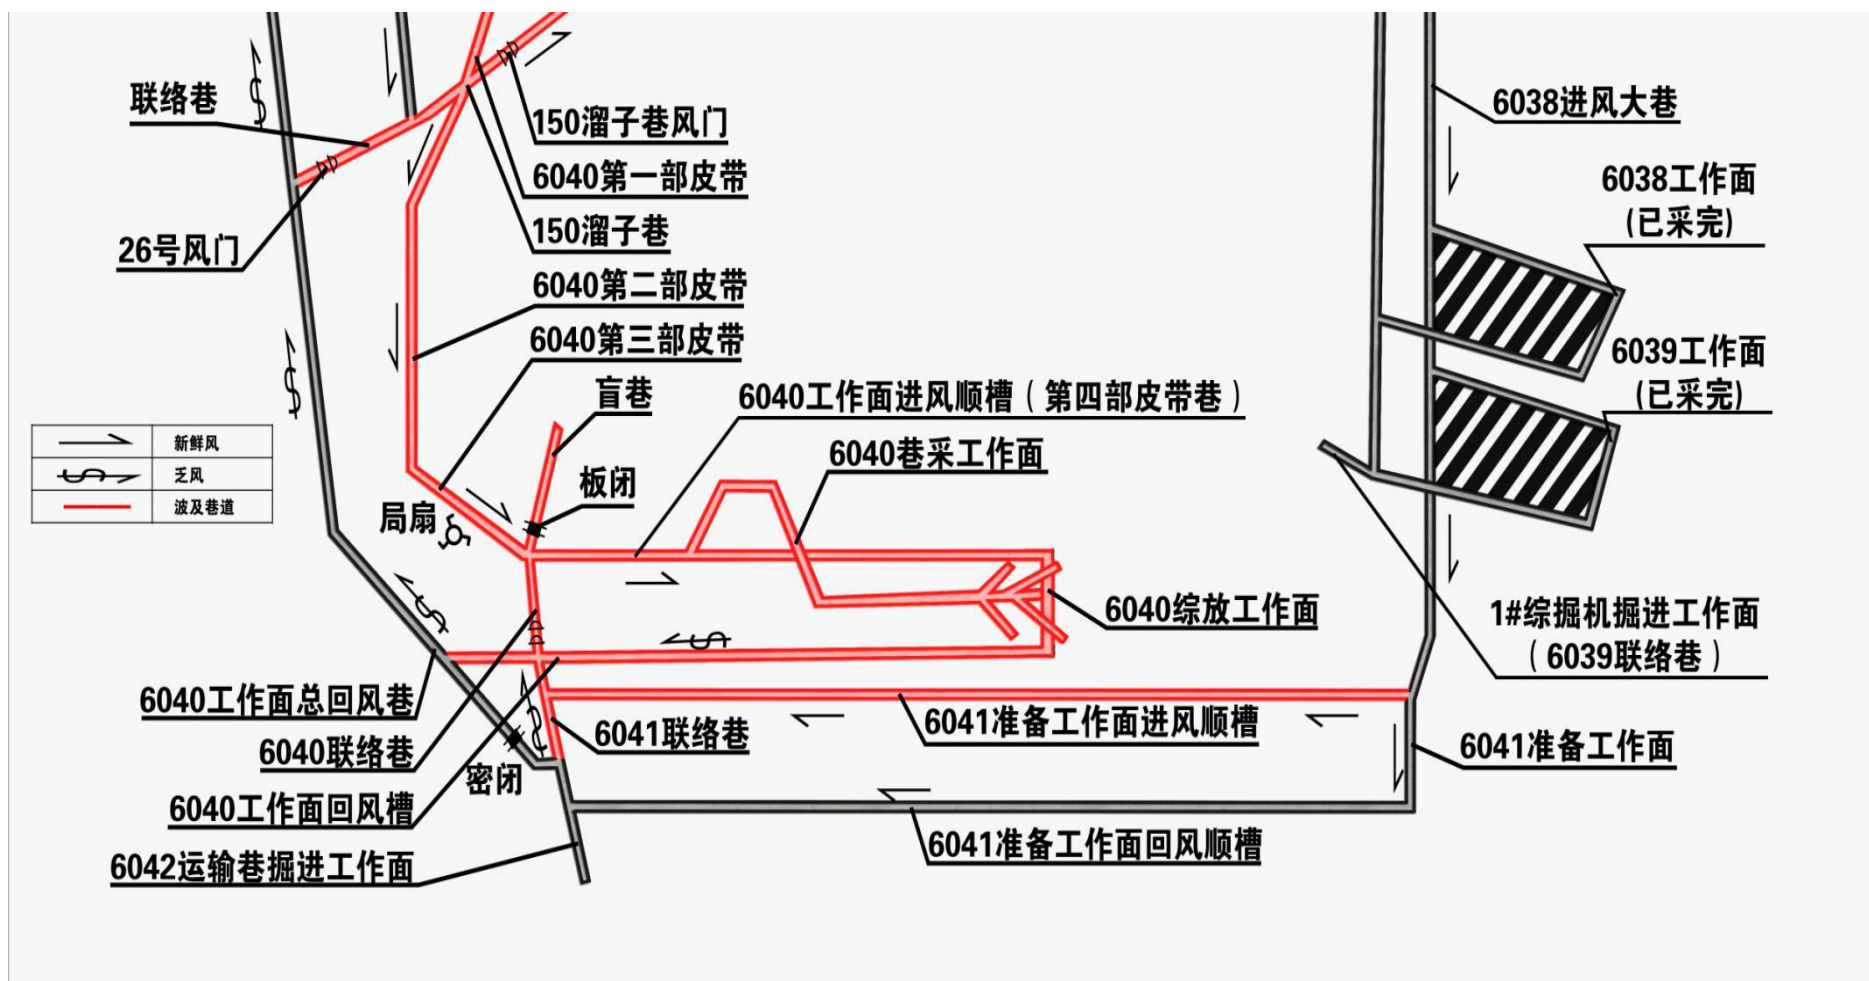 联络巷
26号风门
150溜子巷风门
6040第一部皮带
150溜子巷
6040第二部皮带
6040第三部皮带
盲巷
板闭
局扇
6040工作面进风顺槽（第四部皮带巷）
6040巷采工作面
6038进风大巷
6038工作面
(已采完)
6039工作面
(已采完)
新鲜风
乏风
波及巷道
6040综放工作面
1#综掘机掘进工作面
（6039联络巷）
6040工作面总回风巷
6040联络巷
密闭
6040工作面回风槽
6042运输巷掘进工作面
6041联络巷
6041准备工作面进风顺槽
6041准备工作面
6041准备工作面回风顺槽